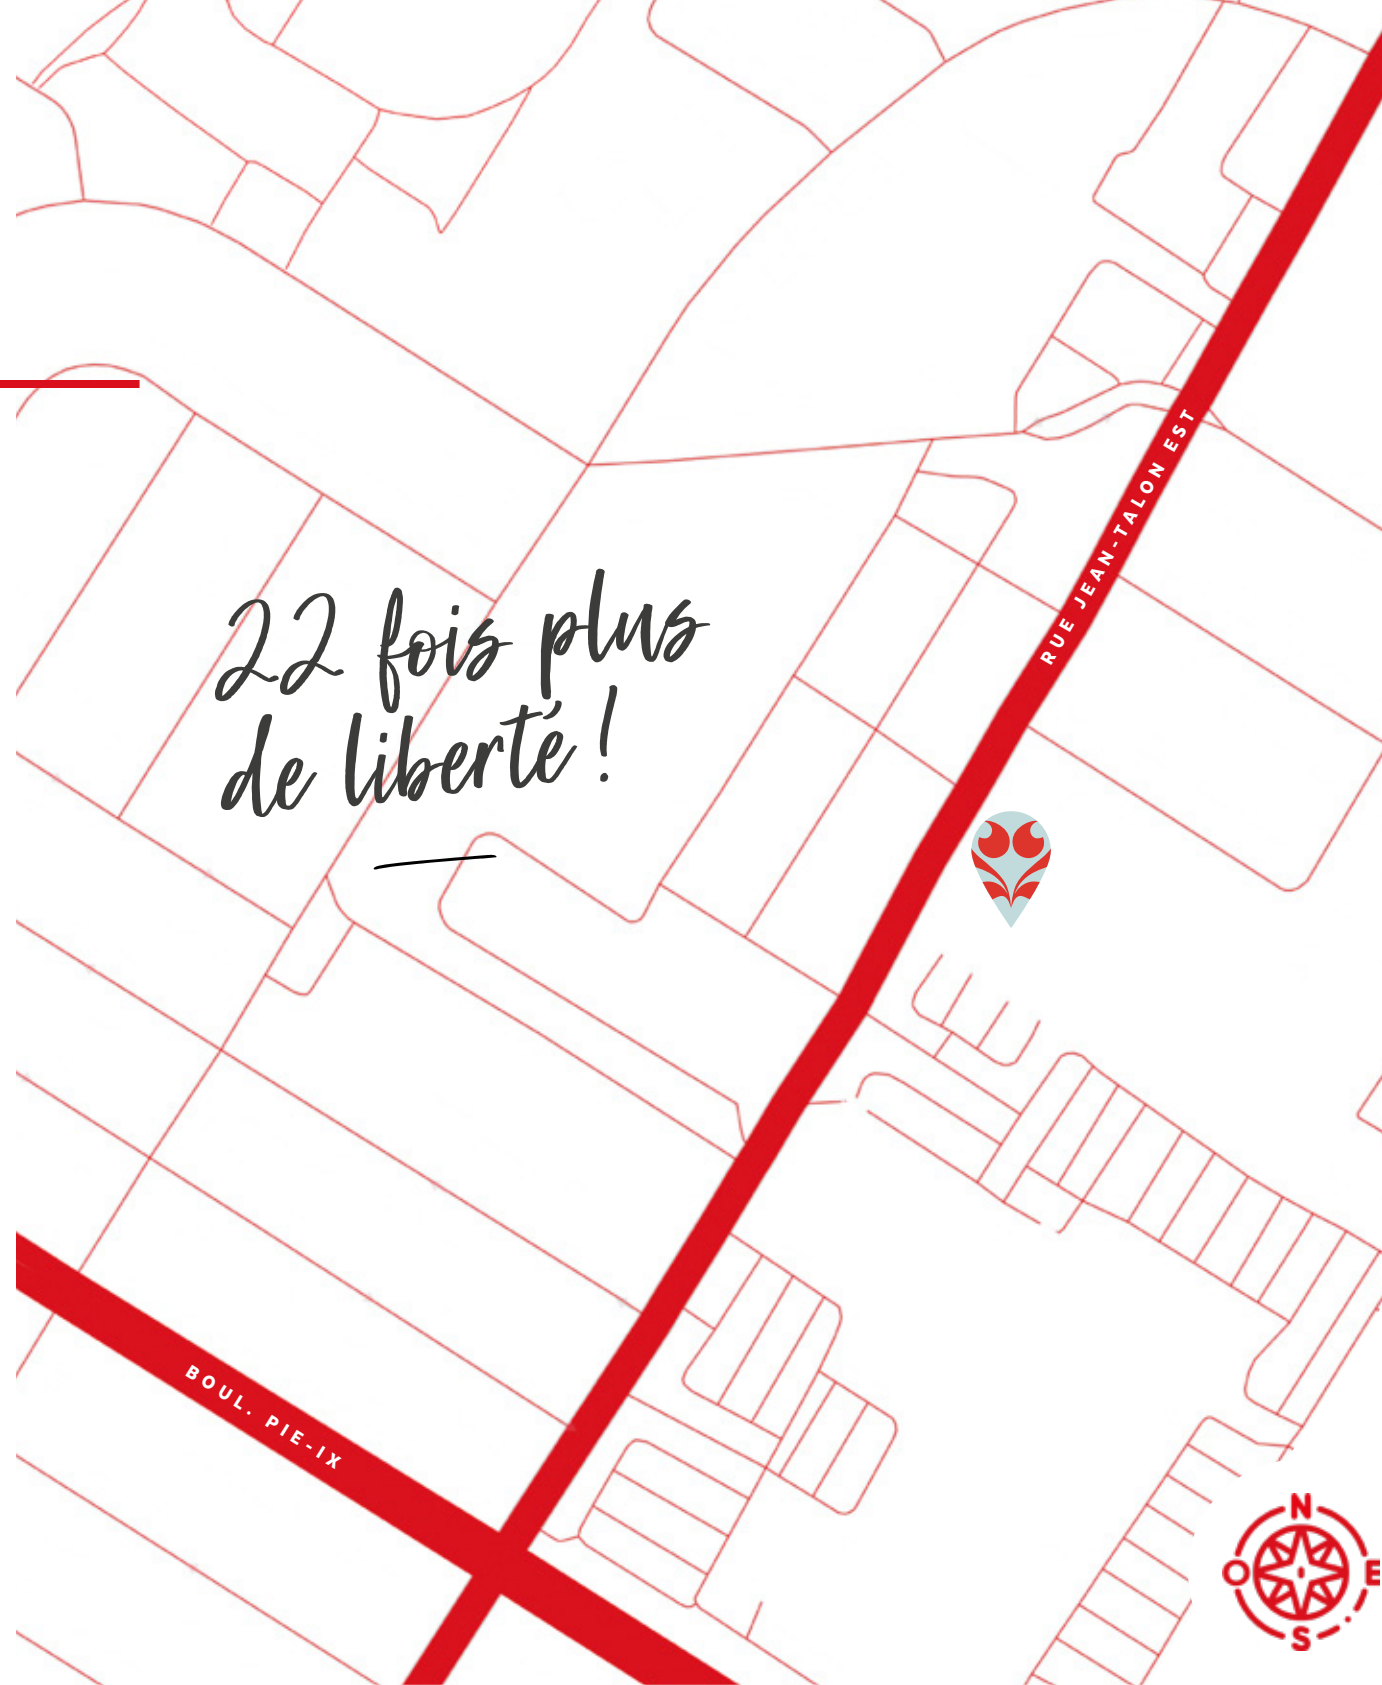 RUE JEAN-TALON EST
22 fois plus
de liberté !
BOUL. PIE-IX
N
O
E
S